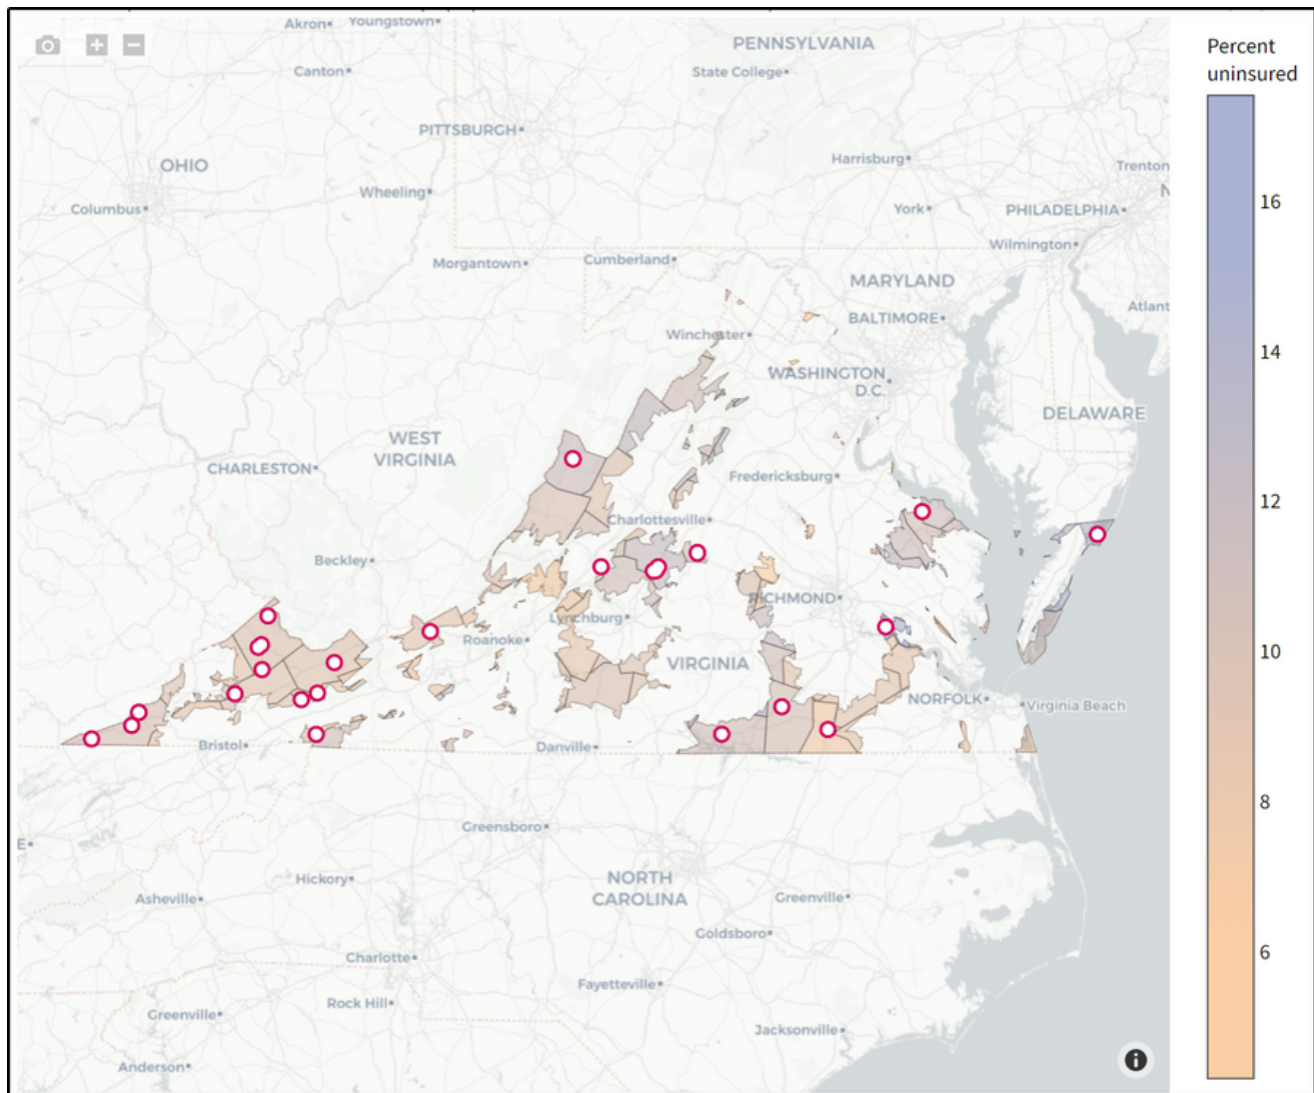 Akron
Youngstown
PENNSYLVANIA
Percent
uninsured
Canton
State College
PITTSBURGH
Harrisburg
OHIO
Trenton
Wheeling
N
Columbus
York
PHILADELPHIA
16
Wilmington
Morgantown
Cumberland
MARYLAND
BALTIMORE
Atlant
Winchester
14
WASHINGTON
D.C.
DELAWARE
WEST
VIRGINIA
CHARLESTON
Fredericksburg
12
Charlottesville
Beckley
RICHMOND
Lynchburg
Roanoke
VIRGINIA
10
NORFOLK
Virginia Beach
Bristol
Danville
8
Greensboro
E
Hickory
NORTH
CAROLINA
Asheville
Greenville
Goldsboro
6
Charlotte
Fayetteville
Rock Hill
Greenville
Jacksonville
Anderson
i